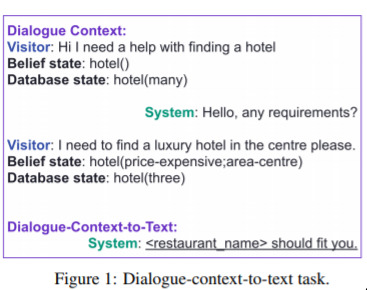 Dialogue Context:
Visitor: Hi I need a help with finding a hotel
Belief state: hotel()
Database state: hotel(many)
System: Hello, any requirements?
Visitor: I need to find a luxury hotel in the centre please.
Belief state: hotel(price-expensive;area-centre)
Database state: hotel(three)
Dialogue-Context-to-Text:
System: <restaurant_name> should fit you.
Figure 1: Dialogue-context-to-text task.